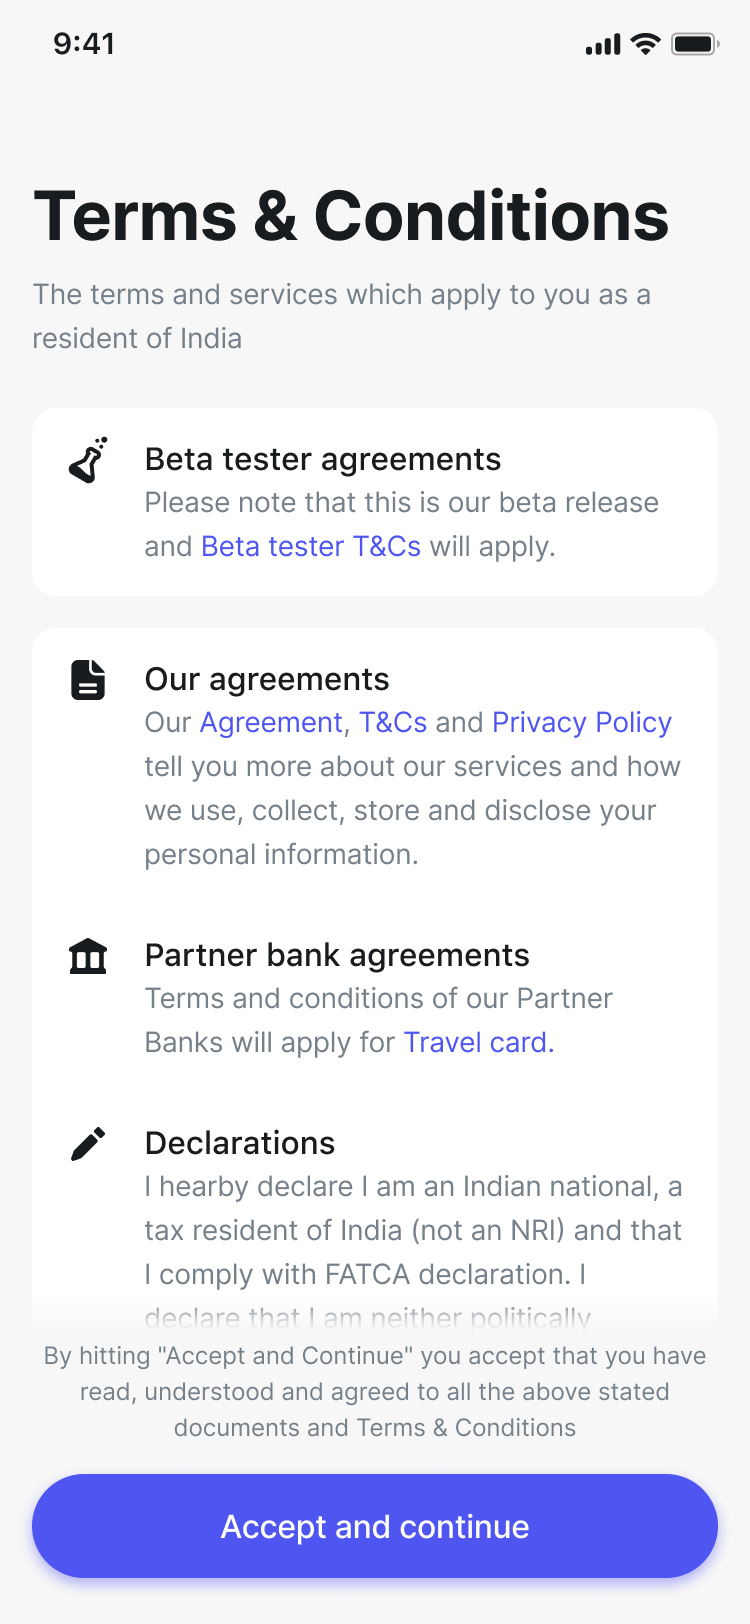 9:41
Terms & Conditions
The terms and services which apply to you as a
resident of India
Beta tester agreements
Please note that this is our beta release
and Beta tester T&Cs will apply.
Our agreements
Our Agreement, T&Cs and Privacy Policy
tell you more about our services and how
we use, collect, store and disclose your
personal information.
Partner bank agreements
Terms and conditions of our Partner
Banks will apply for Travel card.
Declarations
I hearby declare I am an Indian national, a
tax resident of India (not an NRI) and that
I comply with FATCA declaration. I
declare that I am neither politically
By hitting "Accept and Continue" you accept that you have
read, understood and agreed to all the above stated
documents and Terms & Conditions
Accept and continue